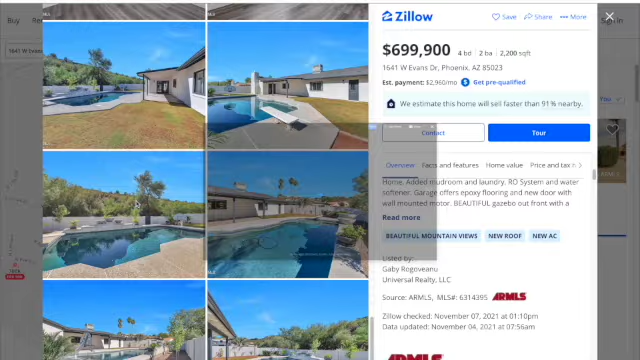 Buy
Zillow
Save
Share
More
$699,900 4 bd 2 ba 2,200 sqft
1641 W Evans Dr, Phoenix, AZ 85023
1641 W Evans
Est. payment: $2,960/mo $ Get pre-qualified
We estimate this home will sell faster than 91% nearby.
Contact
Tour
Overview Facts and features Home value Price and tax
Home. Added mudroom and laundry. RO System and water
softener. Garage offers epoxy flooring and new door with
wall mounted motor. BEAUTIFUL gazebo out front with a
Read more
BEAUTIFUL MOUNTAIN VIEWS NEW ROOF NEW AC
Listed by:
Gaby Rogoveanu
Universal Realty, LLC
Source: ARMLS, MLS#: 6314395 ARMLS
Zillow checked: November 07, 2021 at 01:10pm
Data updated: November 04, 2021 at 07:56am
ARMLS